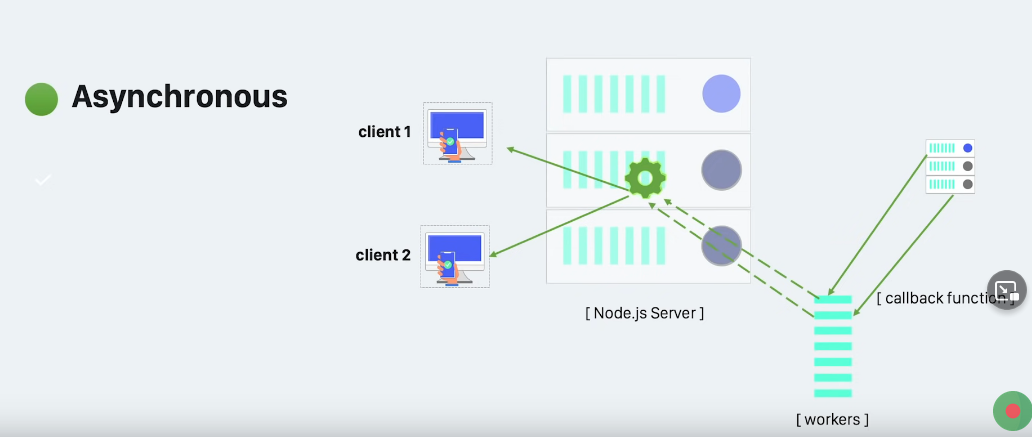 Asynchronous
client 1
client 2
[ Node.js Server ]
[ callback function ]
[ workers ]